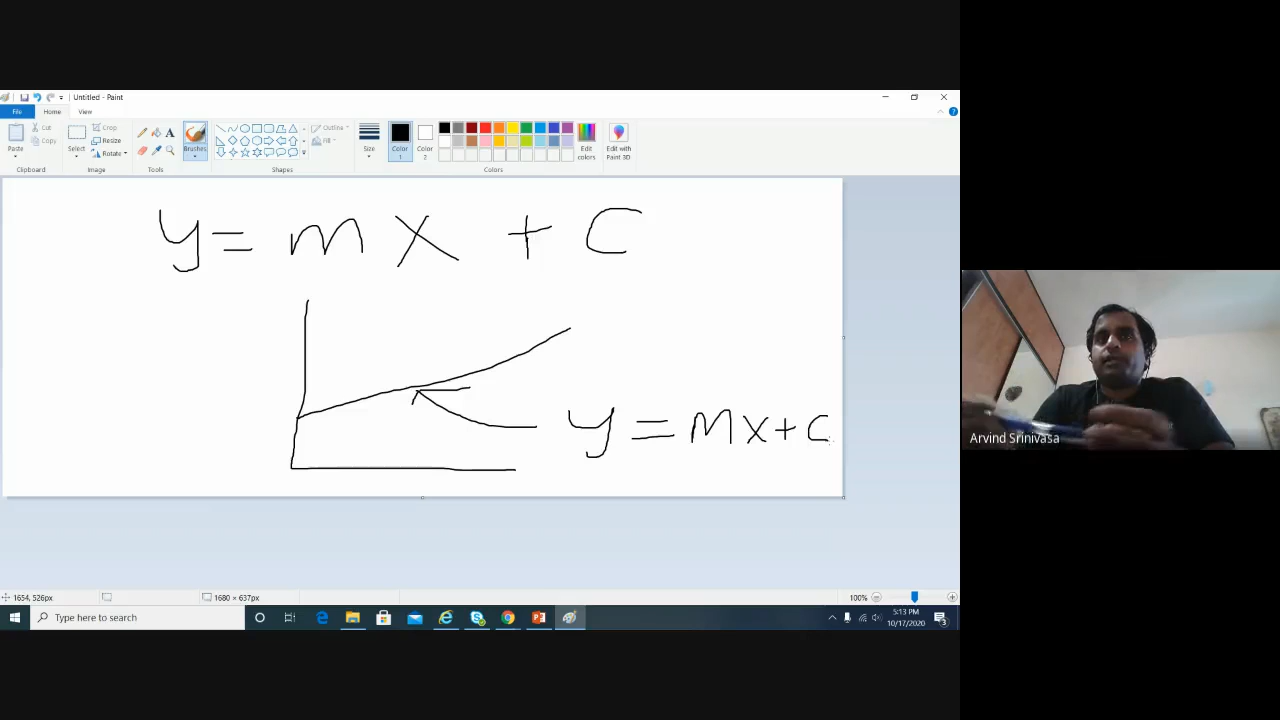 Untitled - Paint
File Home View
Paste
Cut
Copy
Clipboard
Select
Crop
Resize
Rotate
Image
Tools
Brushes
Shapes
Outline
Fill
Size
Color 1
Color 2
Edit colors
Colors
Edit with Paint 3D
y = m x + c
y = mx+c
Arvind Srinivasa
1654, 526px
1680 × 637px
100%
Type here to search
5:13 PM
10/17/2020